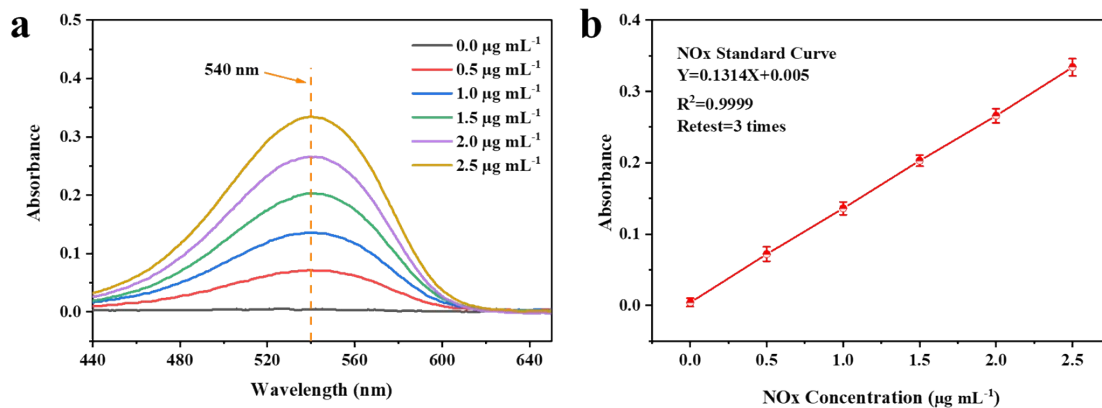 a
0.5
0.4
0.3
0.2
0.1
0.0
Absorbance
540 nm
0.0 µg mL⁻¹
0.5 µg mL⁻¹
1.0 µg mL⁻¹
1.5 µg mL⁻¹
2.0 µg mL⁻¹
2.5 µg mL⁻¹
440 480 520 560 600 640
Wavelength (nm)
b
0.4
0.3
0.2
0.1
0.0
Absorbance
NOx Standard Curve
Y=0.1314X+0.005
R²=0.9999
Retest=3 times
0.0 0.5 1.0 1.5 2.0 2.5
NOx Concentration (µg mL⁻¹)